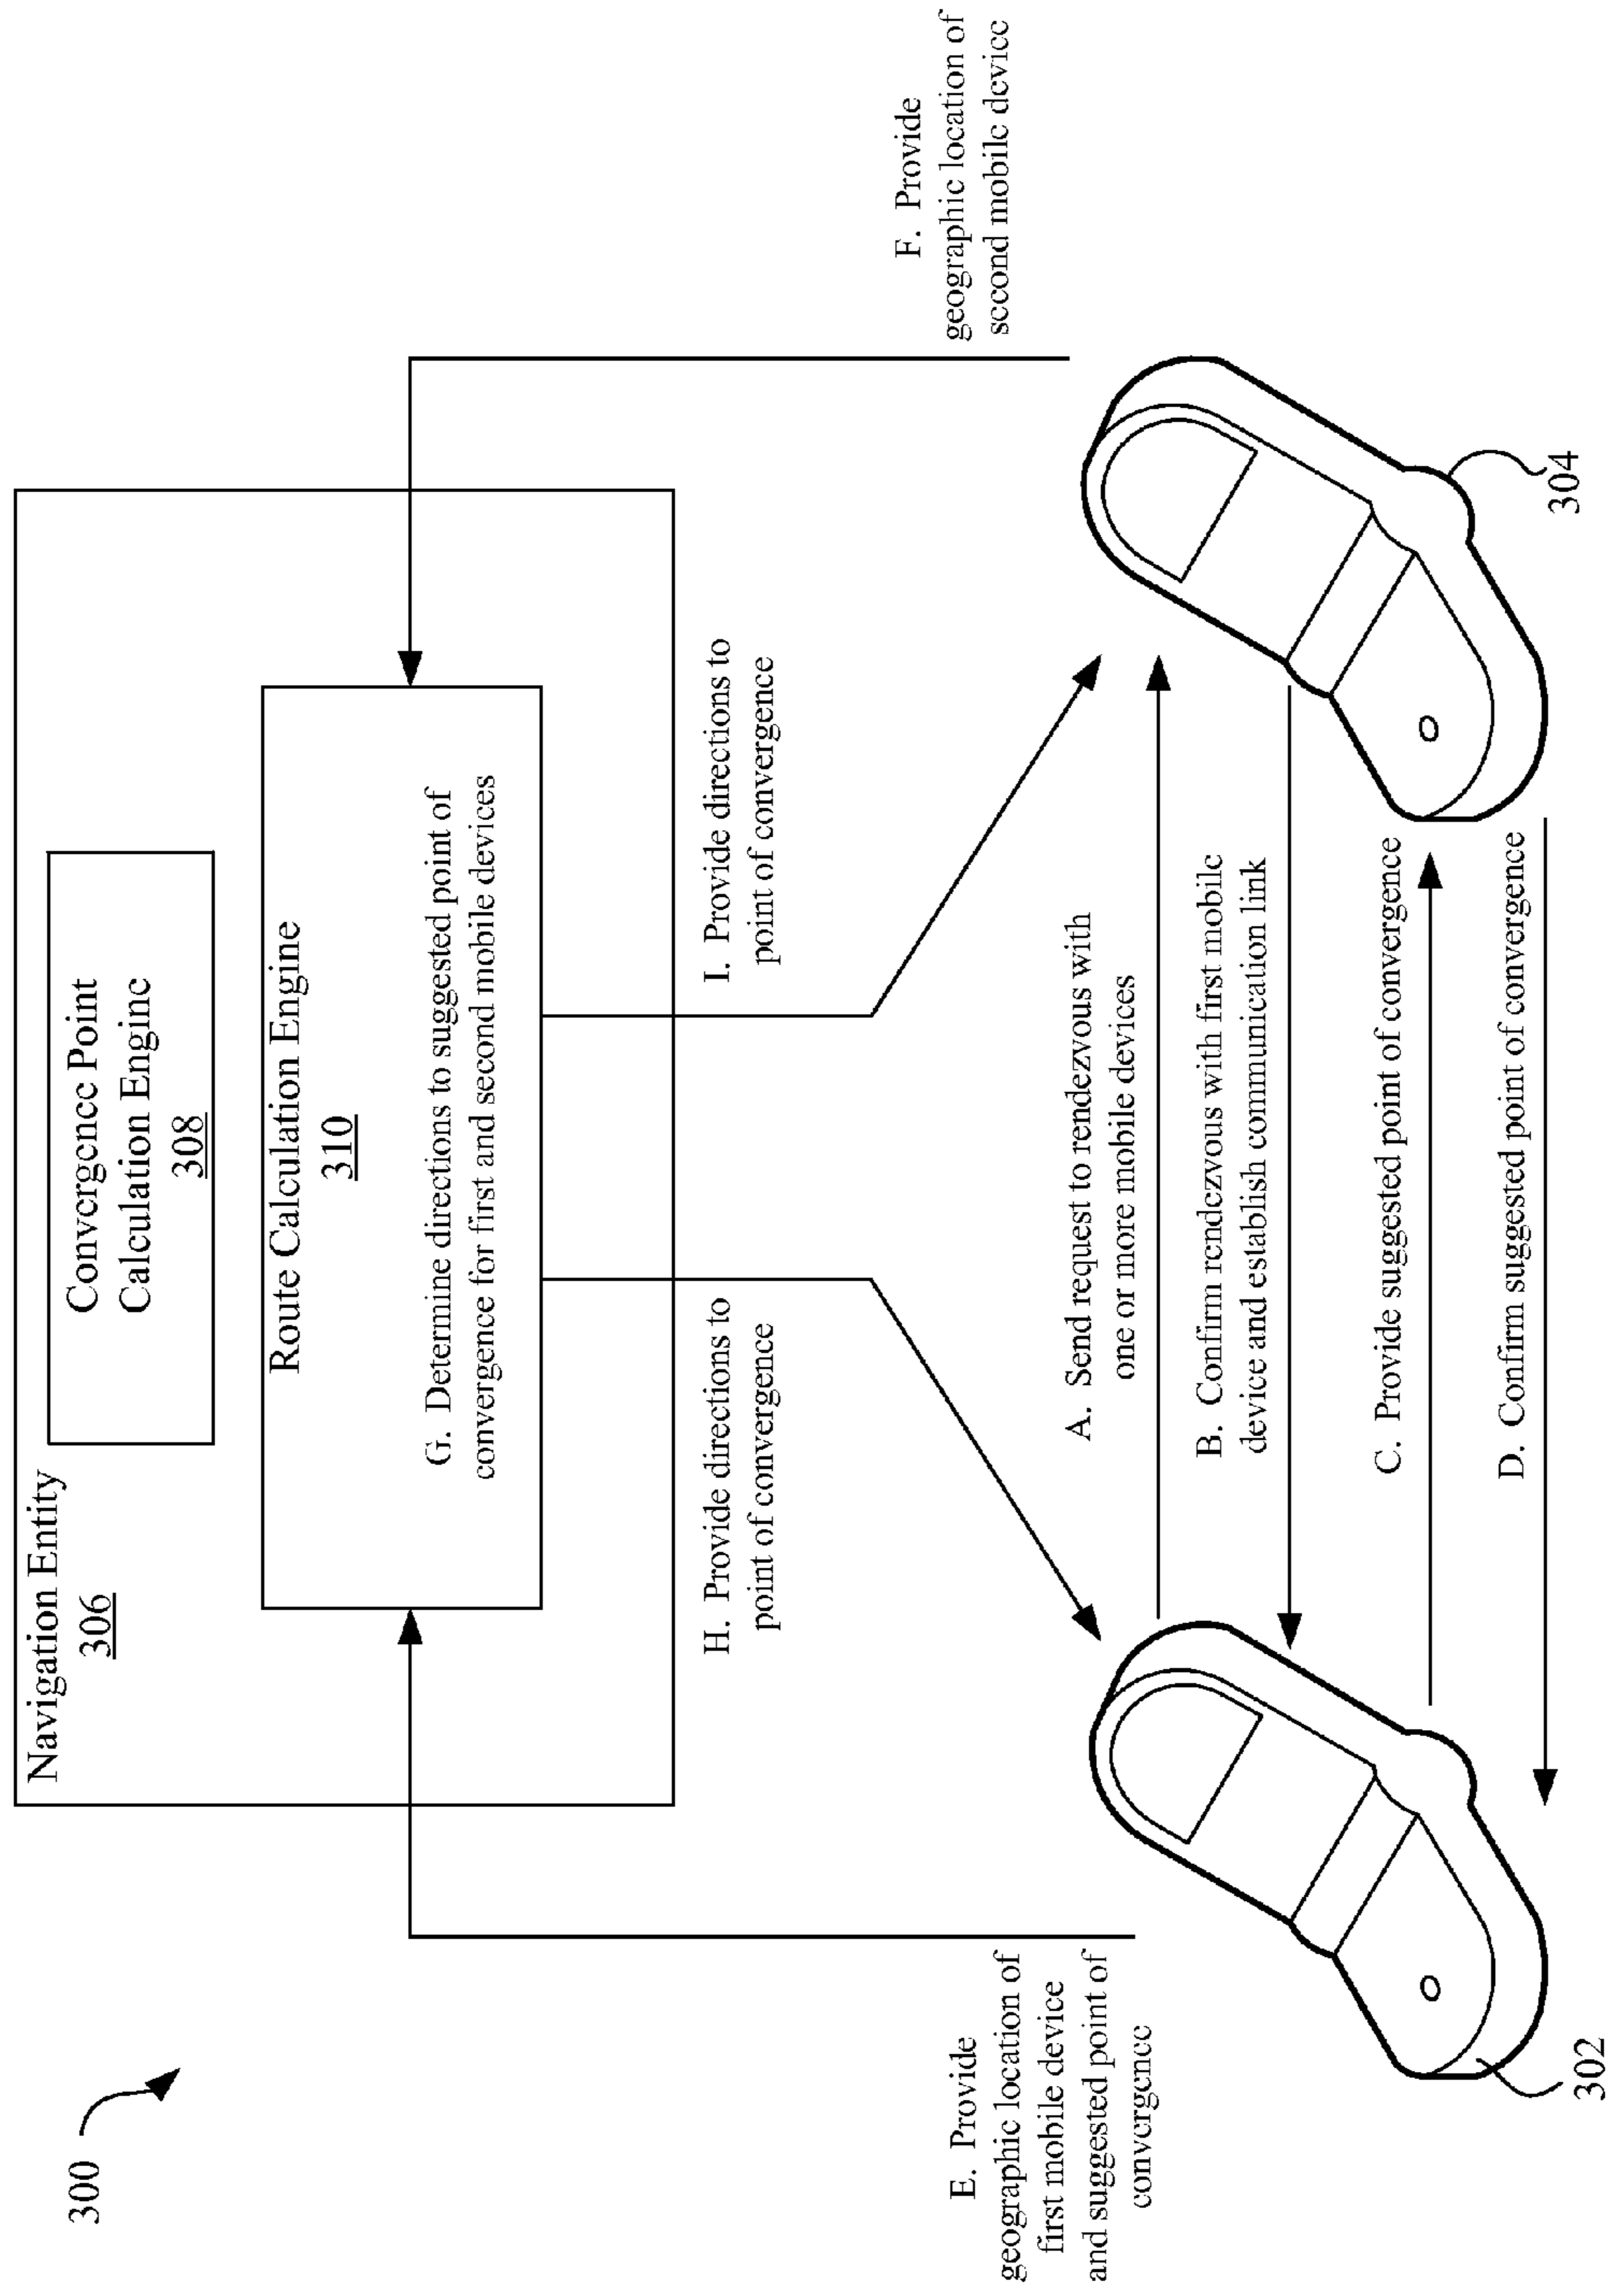 300
Navigation Entity
306
Convergence Point
Calculation Engine
308
Route Calculation Engine
310
G. Determine directions to suggested point of
convergence for first and second mobile devices
H. Provide directions to
point of convergence
I. Provide directions to
point of convergence
E. Provide
geographic location of
first mobile device
and suggested point of
convergence
F. Provide
geographic location of
second mobile device
A. Send request to rendezvous with
one or more mobile devices
B. Confirm rendezvous with first mobile
device and establish communication link
C. Provide suggested point of convergence
D. Confirm suggested point of convergence
302
304